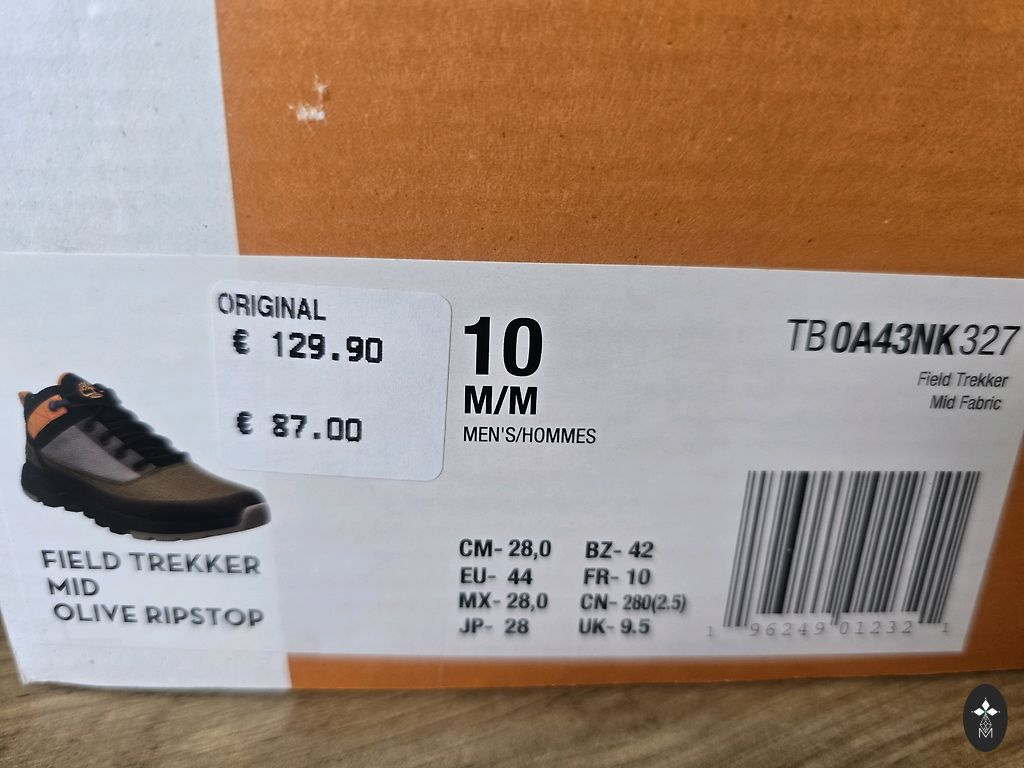 ORIGINAL
€ 129.90
€ 87.00
10
M/M
MEN'S/HOMMES
TB0A43NK327
Field Trekker
Mid Fabric
FIELD TREKKER
MID
OLIVE RIPSTOP
CM- 28,0 BZ- 42
EU- 44 FR- 10
MX- 28,0 CN- 280(2.5)
JP- 28 UK- 9.5
1 96249 01232 1
M